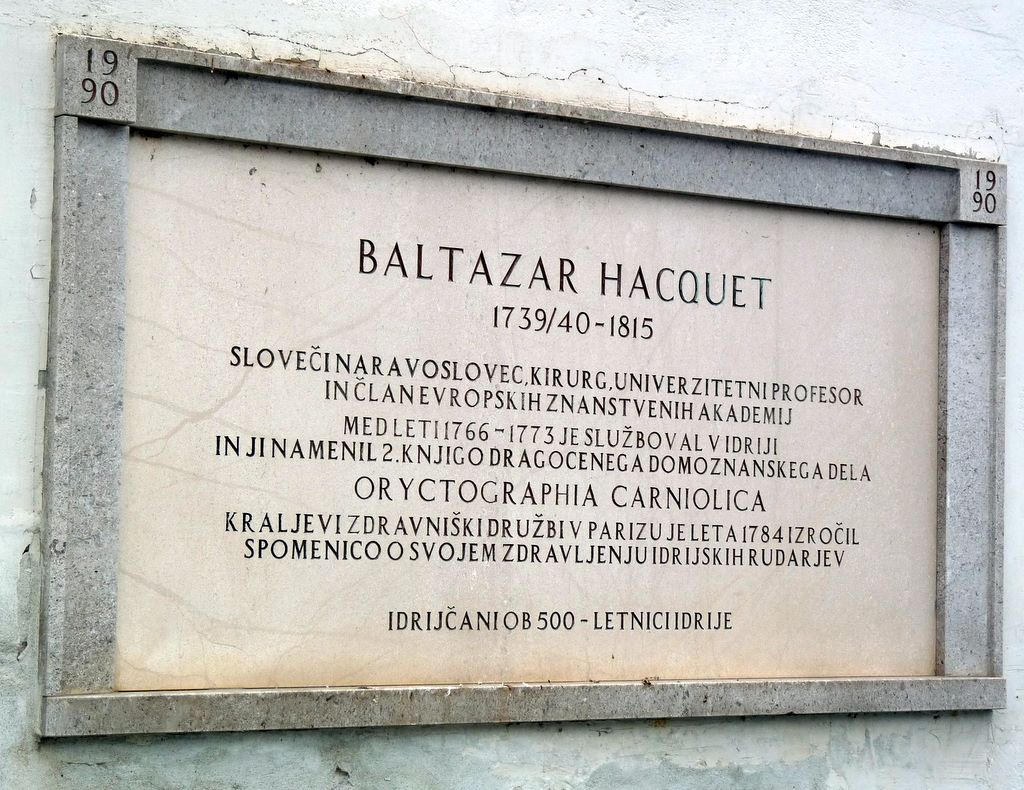 19
90
19
90
BALTAZAR HACQUET
1739/40-1815
SLOVEČI NARAVOSLOVEC, KIRURG, UNIVERZITETNI PROFESOR
IN ČLAN EVROPSKIH ZNANSTVENIH AKADEMIJ
MED LETI 1766-1773 JE SLUŽBOVAL V IDRIJI
IN JI NAMENIL 2. KNJIGO DRAGOCENEGA DOMOZNANSKEGA DELA
ORYCTOGRAPHIA CARNIOLICA
KRALJEVI ZDRAVNIŠKI DRUŽBI V PARIZU JE LETA 1784 IZROČIL
SPOMENICO O SVOJEM ZDRAVLJENJU IDRIJSKIH RUDARJEV
IDRIJČANI OB 500-LETNICI IDRIJE